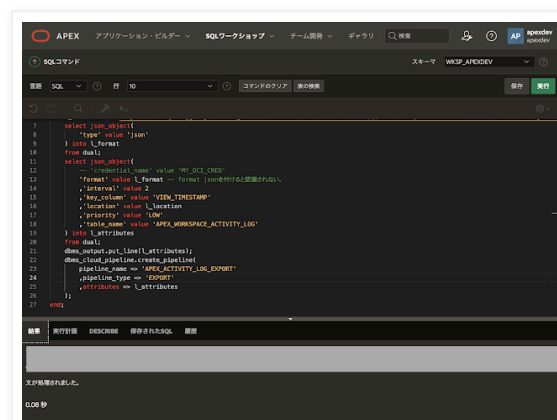 APEX アプリケーション・ビルダー SQLワークショップ チーム開発 ギャラリ 検索 AP apexdev
apexdev
SQLコマンド スキーマ WKSP_APEXDEV
言語 SQL 行 10 コマンドのクリア 表の検索 保存 実行
7 select json_object(
8 'type' value 'json'
9 ) into l_format
10 from dual;
11 select json_object(
12 -- 'credential_name' value 'MY_OCI_CRED'
13 'format' value l_format -- format jsonを付けると認識されない。
14 ,'interval' value 2
15 ,'key_column' value 'VIEW_TIMESTAMP'
16 ,'location' value l_location
17 ,'priority' value 'LOW'
18 ,'table_name' value 'APEX_WORKSPACE_ACTIVITY_LOG'
19 ) into l_attributes
20 from dual;
21 dbms_output.put_line(l_attributes);
22 dbms_cloud_pipeline.create_pipeline(
23 pipeline_name => 'APEX_ACTIVITY_LOG_EXPORT'
24 ,pipeline_type => 'EXPORT'
25 ,attributes => l_attributes
26 );
27 end;
結果 実行計画 DESCRIBE 保存されたSQL 履歴
文が処理されました。
0.08 秒